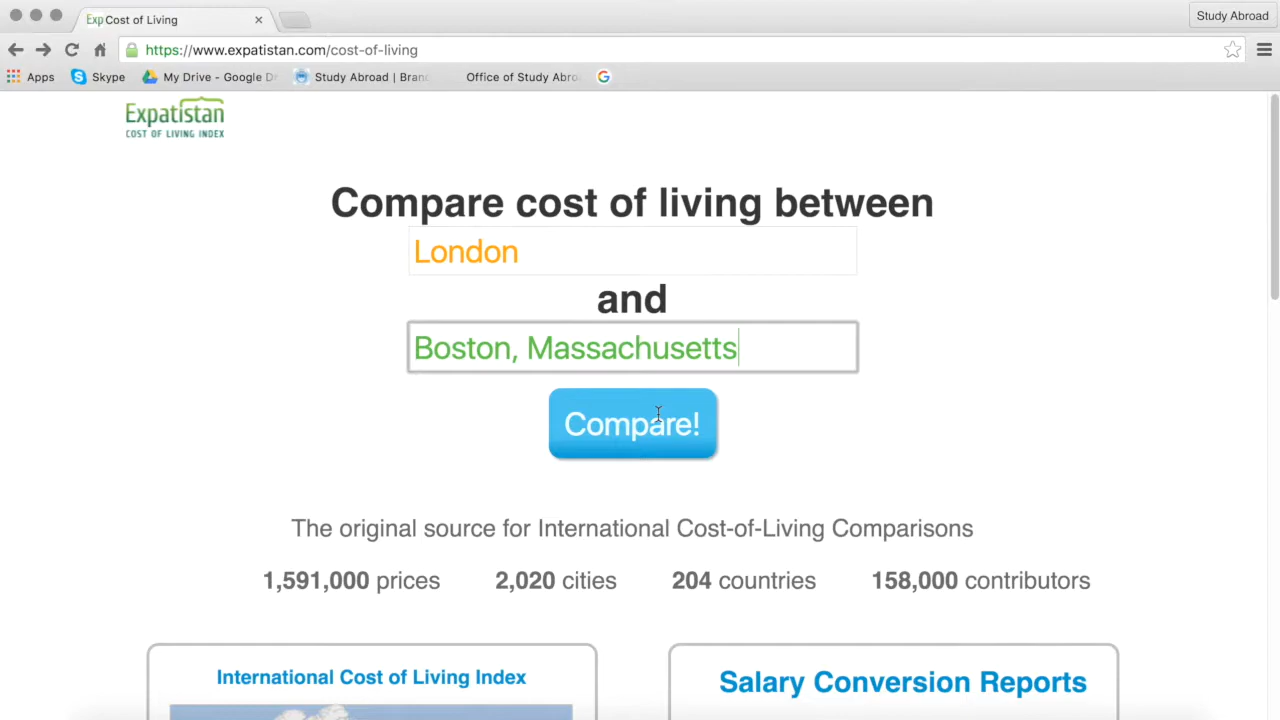 Exp Cost of Living
Study Abroad
https://www.expatistan.com/cost-of-living
Apps Skype My Drive - Google Dr Study Abroad | Branc Office of Study Abro
Expatistan
COST OF LIVING INDEX
Compare cost of living between
London
and
Boston, Massachusetts
Compare!
The original source for International Cost-of-Living Comparisons
1,591,000 prices 2,020 cities 204 countries 158,000 contributors
International Cost of Living Index
Salary Conversion Reports